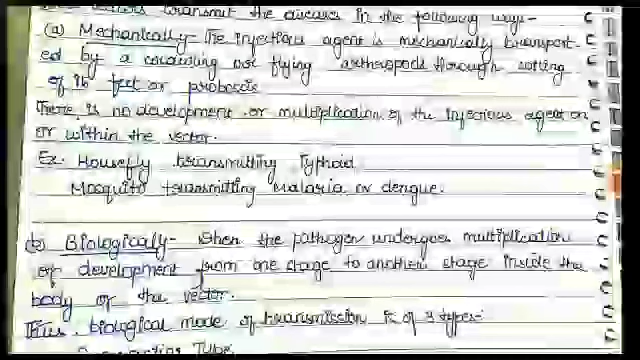 transmit the diseases in the following ways-
(a) Mechanically- The infectious agent is mechanically transport-
ed by a crawling or flying arthropods through soiling
of its feet or proboscis
There is no development or multiplication of the infectious agent on
or within the vector.
Ex. Housefly transmitting Typhoid
Mosquito transmitting Malaria or dengue.
(b) Biologically- When the pathogen undergoes multiplication
or development from one stage to another stage inside the
body of the vector.
Thus, biological mode of transmission is of 3 types-
Type